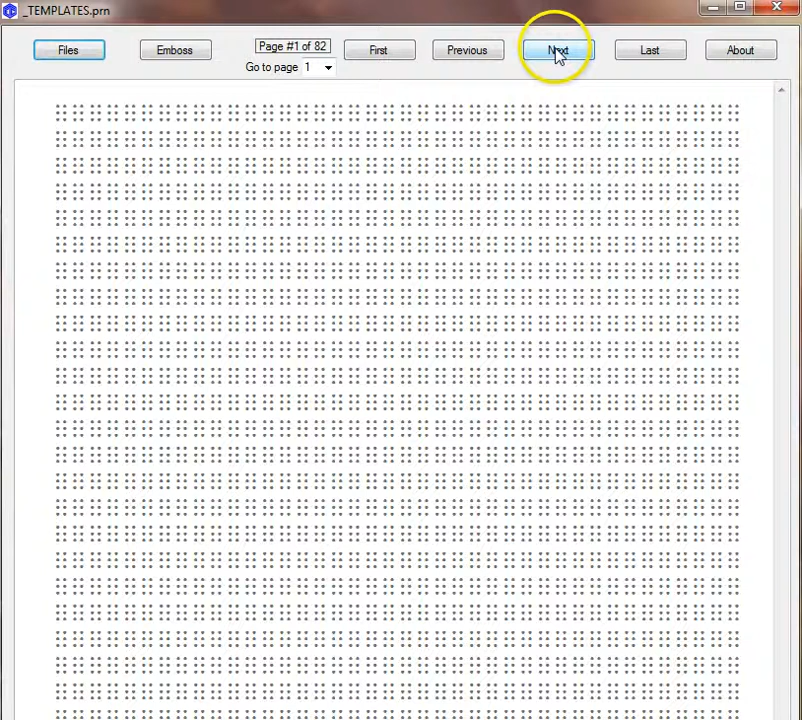 _TEMPLATES.prn
Files
Emboss
Page #1 of 82
First
Previous
Next
Last
About
Go to page 1